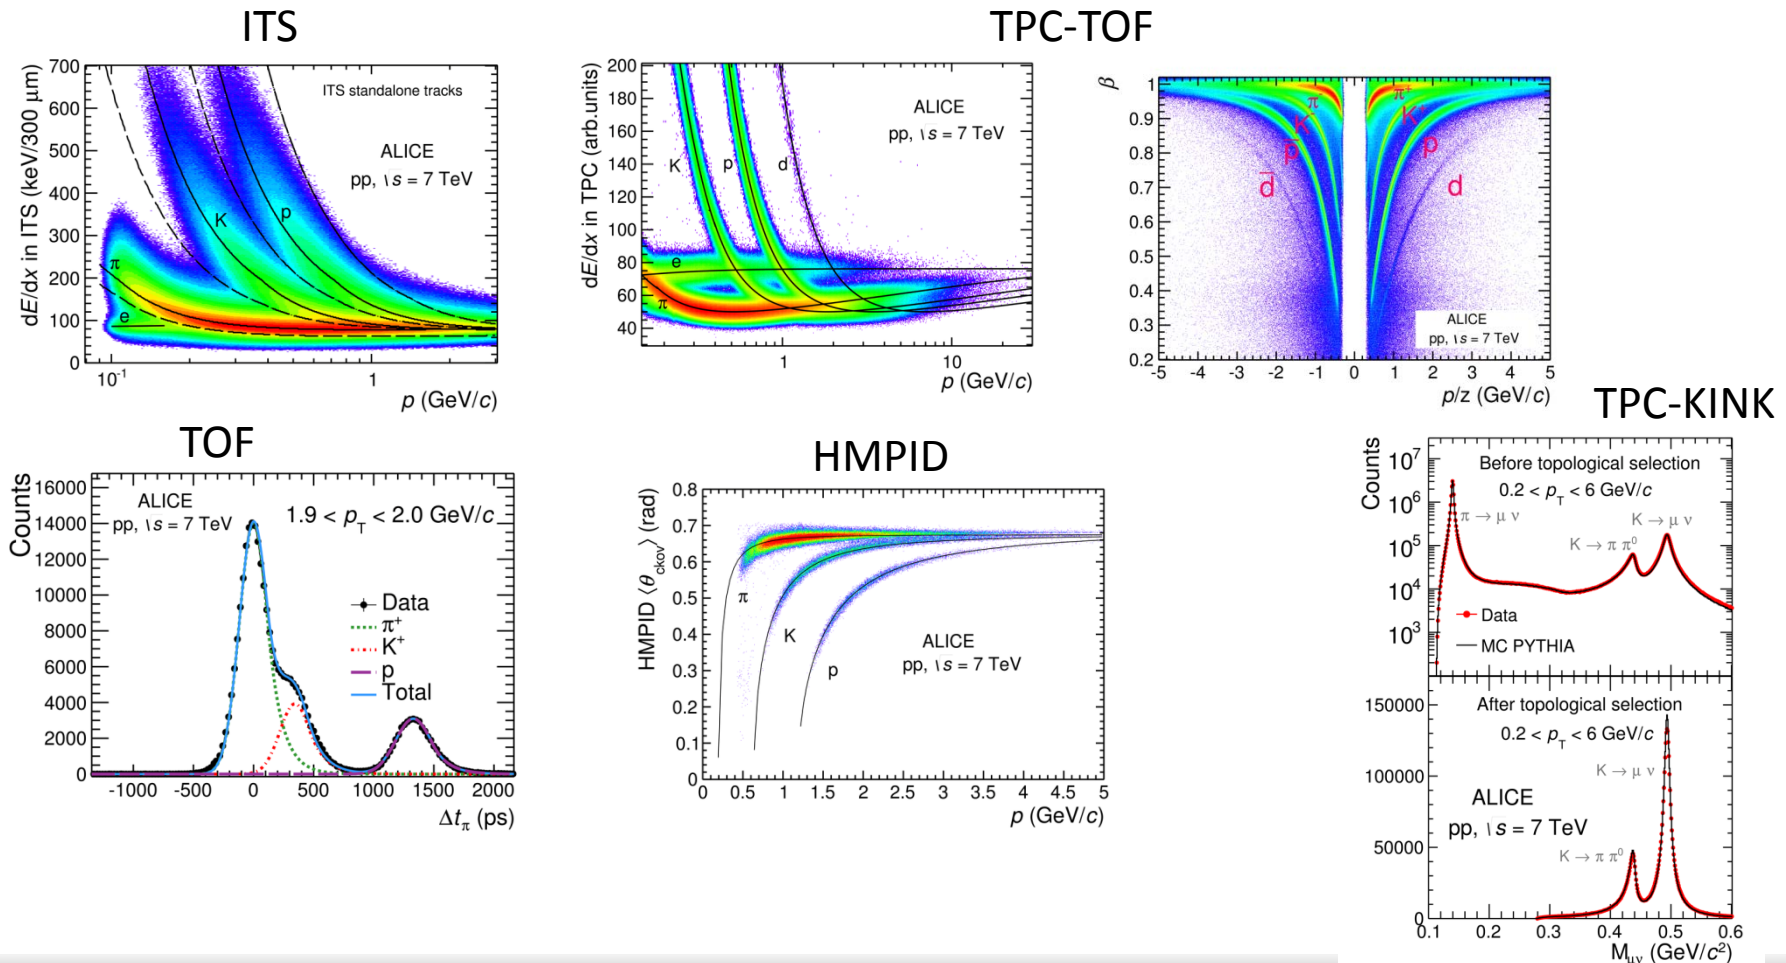 ITS
TPC-TOF
700
600
500
400
300
200
100
0
dE/dx in ITS (keV/300 μm)
ITS standalone tracks
ALICE
pp, \s = 7 TeV
π
e
K
p
10⁻¹
1
p (GeV/c)
200
180
160
140
120
100
80
60
40
dE/dx in TPC (arb.units)
ALICE
pp, \s = 7 TeV
K
p
d
e
π
1
10
p (GeV/c)
β
1
0.9
0.8
0.7
0.6
0.5
0.4
0.3
0.2
π⁻
K⁻
p̄
d̄
π⁺
K⁺
p
d
ALICE
pp, \s = 7 TeV
-5 -4 -3 -2 -1 0 1 2 3 4 5
p/z (GeV/c)
TOF
Counts
16000
14000
12000
10000
8000
6000
4000
2000
0
ALICE
pp, \s = 7 TeV
1.9 < p_T < 2.0 GeV/c
Data
π⁺
K⁺
p
Total
-1000 -500 0 500 1000 1500 2000
Δt_π (ps)
HMPID
HMPID ⟨θ_ckov⟩ (rad)
0.8
0.7
0.6
0.5
0.4
0.3
0.2
0.1
0
π
K
p
ALICE
pp, \s = 7 TeV
0 0.5 1 1.5 2 2.5 3 3.5 4 4.5 5
p (GeV/c)
TPC-KINK
Counts
10⁷
10⁶
10⁵
10⁴
10³
Before topological selection
0.2 < p_T < 6 GeV/c
π → μ ν
K → μ ν
K → π π⁰
Data
MC PYTHIA
150000
100000
50000
0
After topological selection
0.2 < p_T < 6 GeV/c
K → μ ν
ALICE
pp, \s = 7 TeV
K → π π⁰
0.1 0.2 0.3 0.4 0.5 0.6
M_μν (GeV/c²)